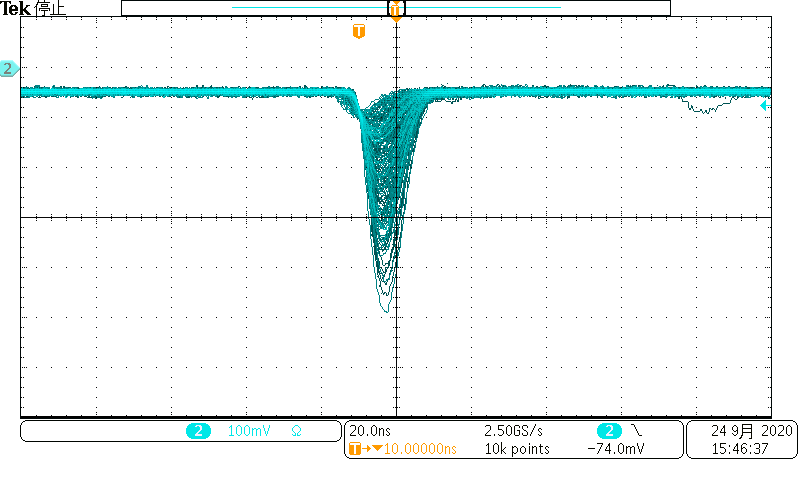 Tek 停止
T
T
2
2 100mV Ω 20.0ns 2.50GS/s 2 24 9月 2020
T→▼10.00000ns 10k points −74.0mV 15:46:37